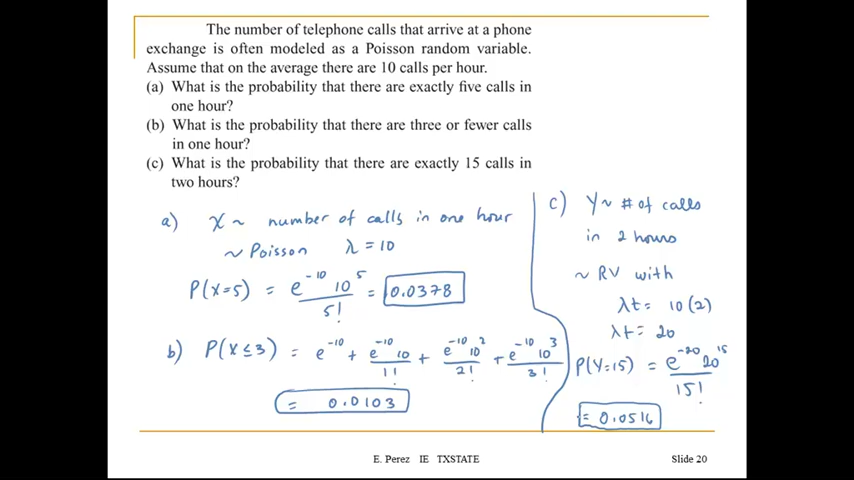 The number of telephone calls that arrive at a phone
exchange is often modeled as a Poisson random variable.
Assume that on the average there are 10 calls per hour.
(a) What is the probability that there are exactly five calls in
one hour?
(b) What is the probability that there are three or fewer calls
in one hour?
(c) What is the probability that there are exactly 15 calls in
two hours?
a) X ~ number of calls in one hour
~ Poisson λ = 10
P(X=5) = e^-10 10^5 / 5! = 0.0378
b) P(X ≤ 3) = e^-10 + e^-10 10 / 1! + e^-10 10^2 / 2! + e^-10 10^3 / 3!
= 0.0103
c) Y ~ # of calls
in 2 hours
~ RV with
λt = 10(2)
λt = 20
P(Y=15) = e^-20 20^15 / 15!
= 0.0516
E. Perez IE TXSTATE
Slide 20